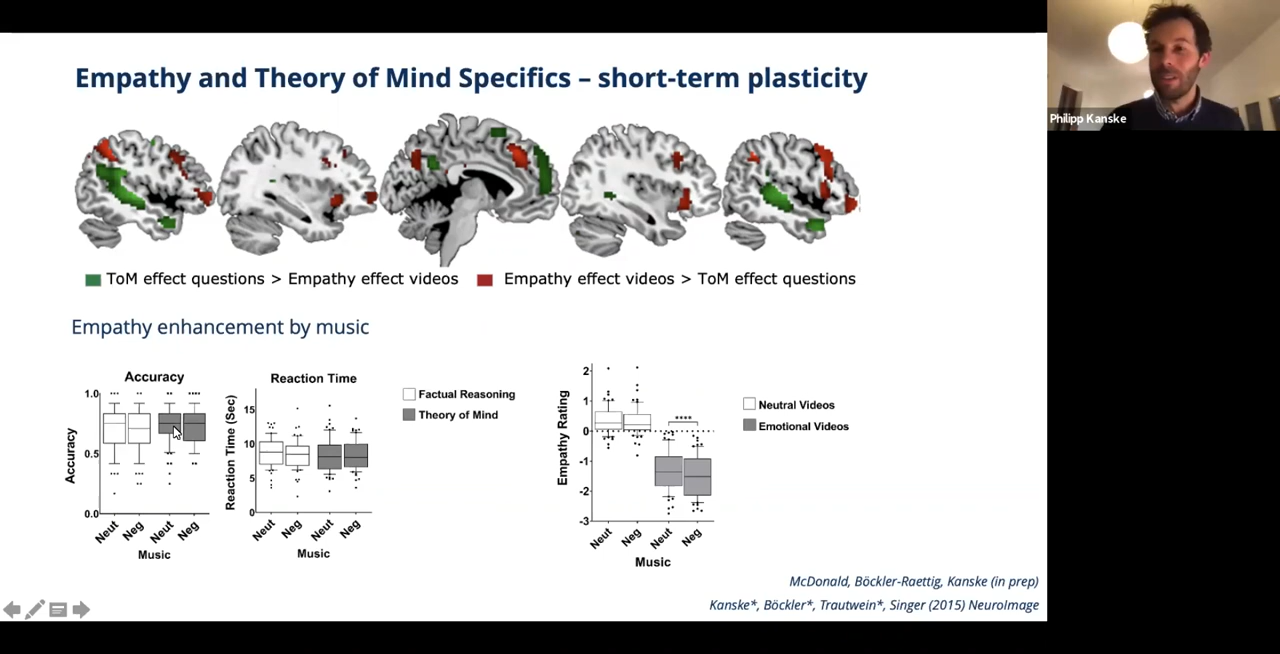 Empathy and Theory of Mind Specifics – short-term plasticity
Philipp Kanske
ToM effect questions > Empathy effect videos
Empathy effect videos > ToM effect questions
Empathy enhancement by music
Accuracy
1.0
0.5
0.0
Accuracy
Neut
Neg
Neut
Neg
Music
Reaction Time
Reaction Time (Sec)
15
10
5
0
Neut
Neg
Neut
Neg
Music
Factual Reasoning
Theory of Mind
Empathy Rating
2
1
0
-1
-2
-3
****
Neut
Neg
Neut
Neg
Music
Neutral Videos
Emotional Videos
McDonald, Böckler-Raettig, Kanske (in prep)
Kanske*, Böckler*, Trautwein*, Singer (2015) NeuroImage